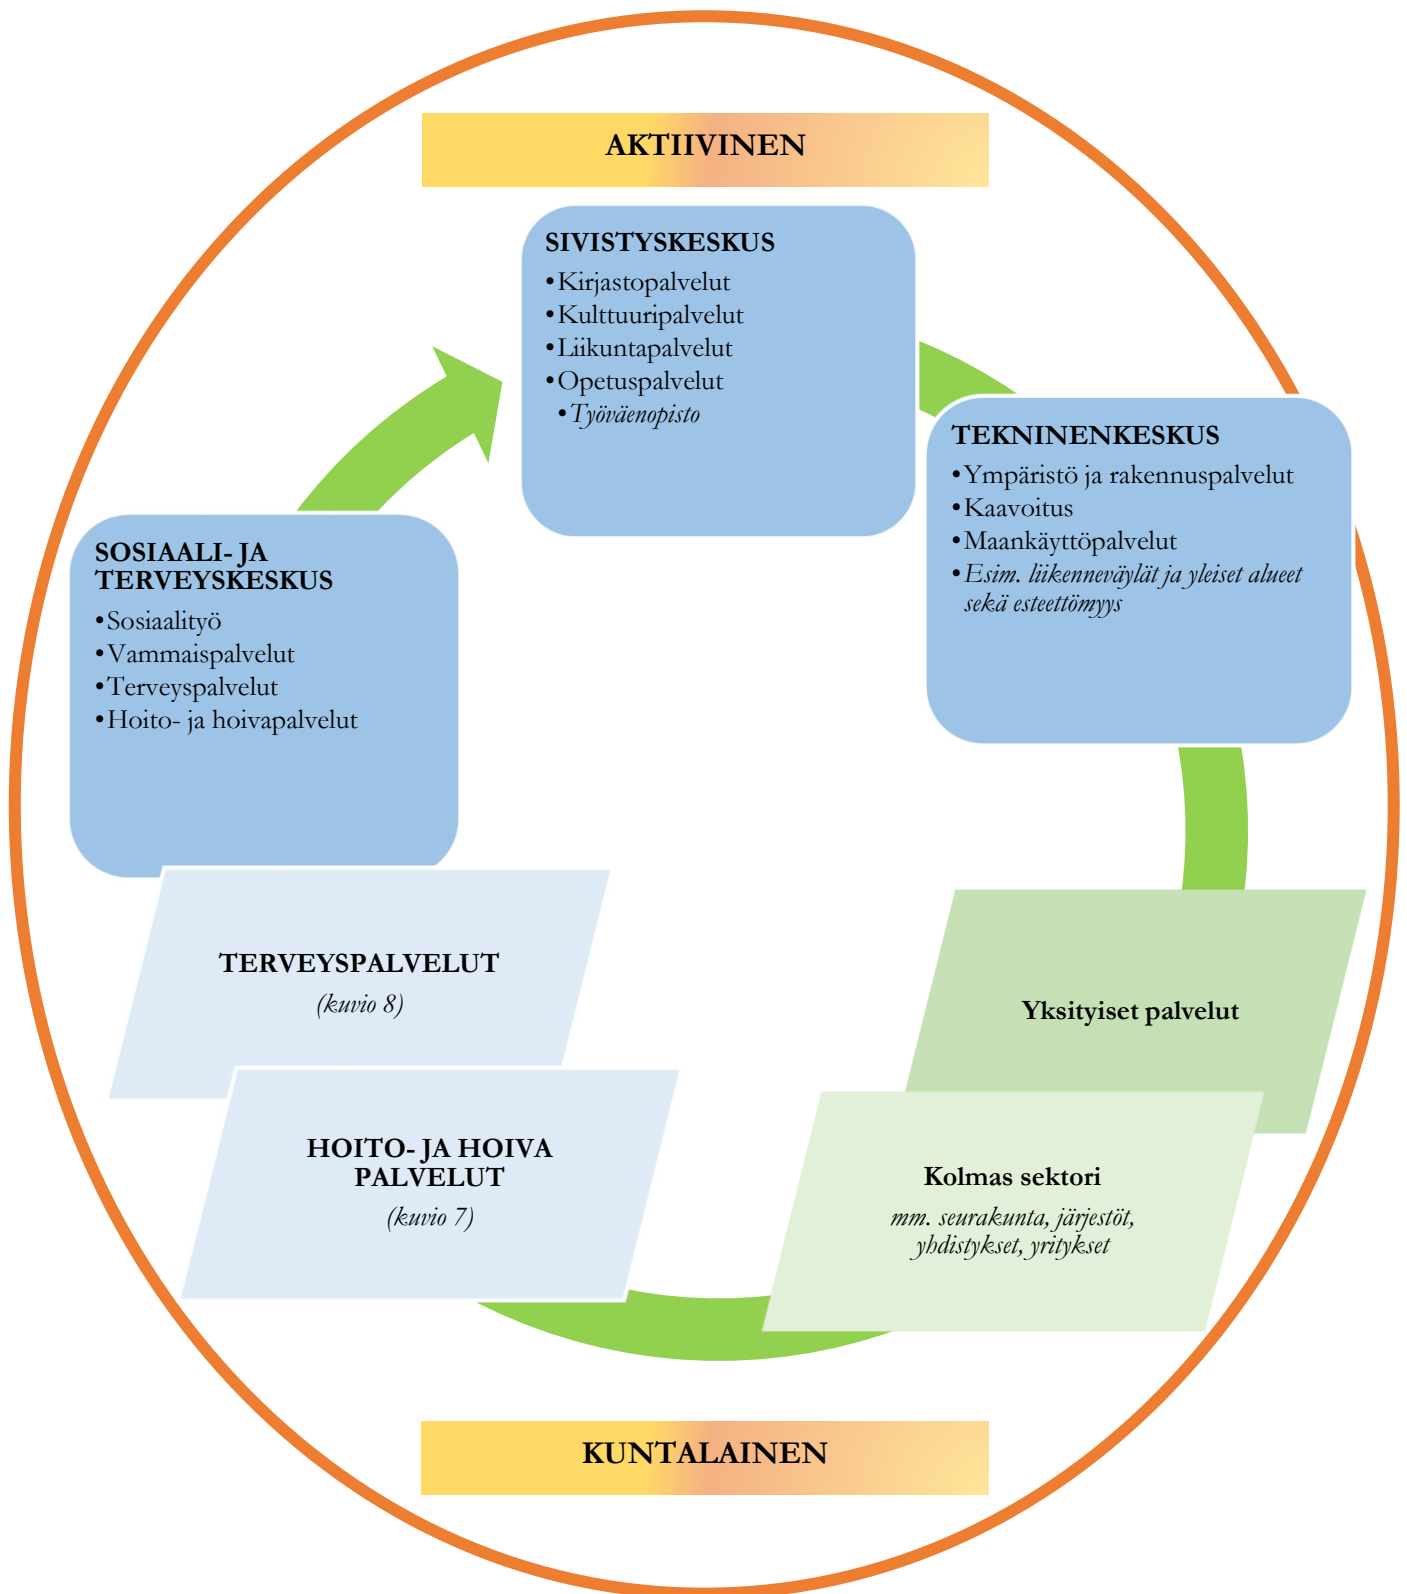 AKTIIVINEN
SIVISTYSKESKUS
•Kirjastopalvelut
•Kulttuuripalvelut
•Liikuntapalvelut
•Opetuspalvelut
•Työväenopisto
TEKNINENKESKUS
•Ympäristö ja rakennuspalvelut
•Kaavoitus
•Maankäyttöpalvelut
•Esim. liikenneväylät ja yleiset alueet
sekä esteettömyys
SOSIAALI- JA
TERVEYSKESKUS
•Sosiaalityö
•Vammaispalvelut
•Terveyspalvelut
•Hoito- ja hoivapalvelut
TERVEYSPALVELUT
(kuvio 8)
HOITO- JA HOIVA
PALVELUT
(kuvio 7)
Yksityiset palvelut
Kolmas sektori
mm. seurakunta, järjestöt,
yhdistykset, yritykset
KUNTALAINEN